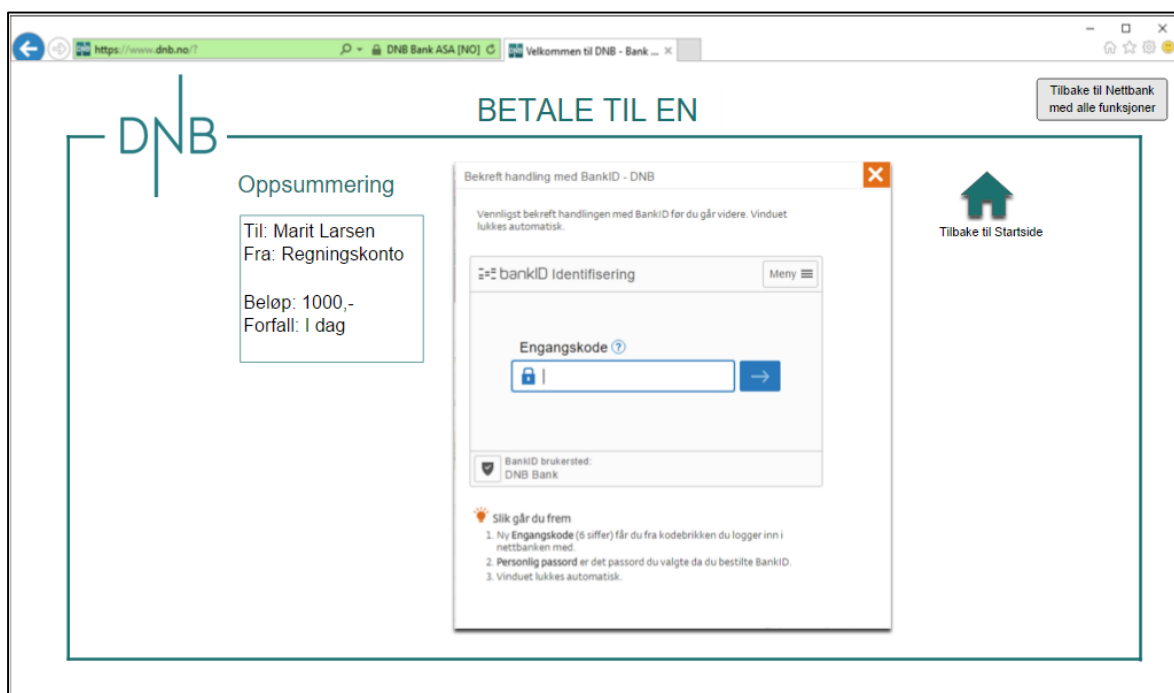 https://www.dnb.no/?
DNB Bank ASA [NO]
Velkommen til DNB - Bank ...
Tilbake til Nettbank
med alle funksjoner
DNB
BETALE TIL EN
Oppsummering
Til: Marit Larsen
Fra: Regningskonto
Beløp: 1000,-
Forfall: I dag
Bekreft handling med BankID - DNB
Vennligst bekreft handlingen med BankID før du går videre. Vinduet
lukkes automatisk.
bankID Identifisering
Meny
Engangskode ?
BankID brukersted:
DNB Bank
Slik går du frem
1. Ny Engangskode (6 siffer) får du fra kodebrikken du logger inn i
nettbanken med.
2. Personlig passord er det passord du valgte da du bestilte BankID.
3. Vinduet lukkes automatisk.
Tilbake til Startside